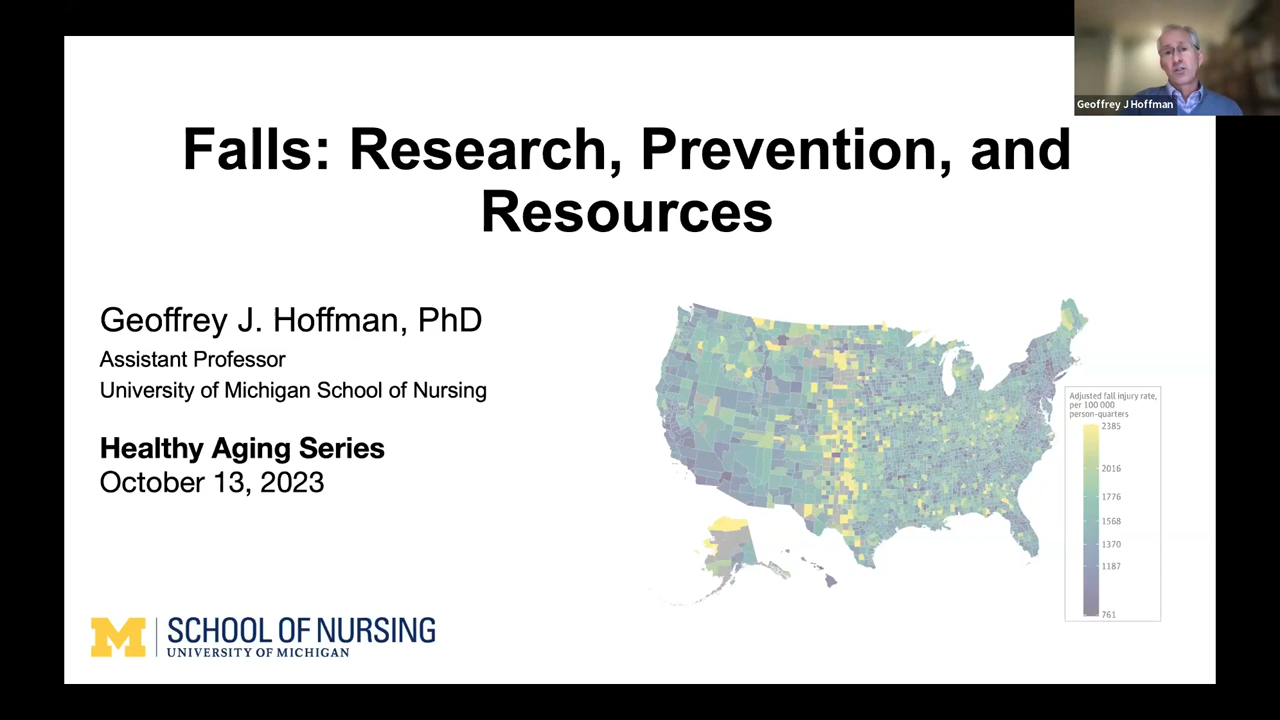 Geoffrey J Hoffman
Falls: Research, Prevention, and
Resources
Geoffrey J. Hoffman, PhD
Assistant Professor
University of Michigan School of Nursing
Healthy Aging Series
October 13, 2023
Adjusted fall injury rate,
per 100 000
person-quarters
2385
2016
1776
1568
1370
1187
761
M
SCHOOL OF NURSING
UNIVERSITY OF MICHIGAN